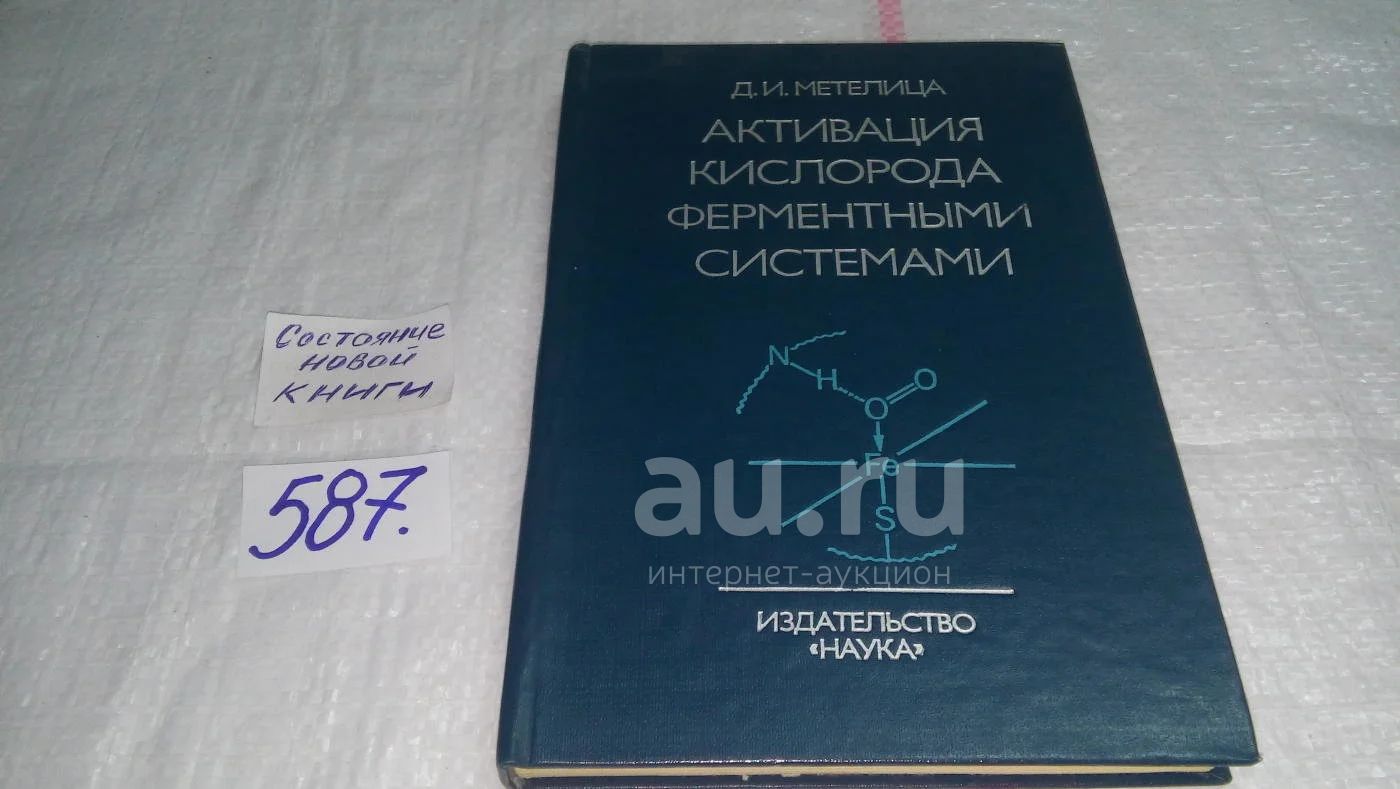 Д.И. МЕТЕЛИЦА
АКТИВАЦИЯ
КИСЛОРОДА
ФЕРМЕНТНЫМИ
СИСТЕМАМИ
N
H
O
O
Fe
S
ИЗДАТЕЛЬСТВО
«НАУКА»
Состояние
новой
книги
587.
au.ru
интернет-аукцион